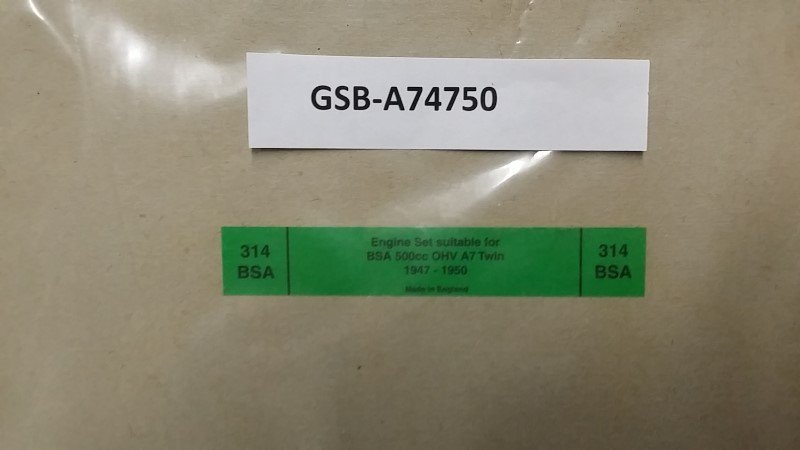 GSB-A74750
314
BSA
Engine Set suitable for
BSA 500cc OHV A7 Twin
1947 - 1950
Made in England
314
BSA